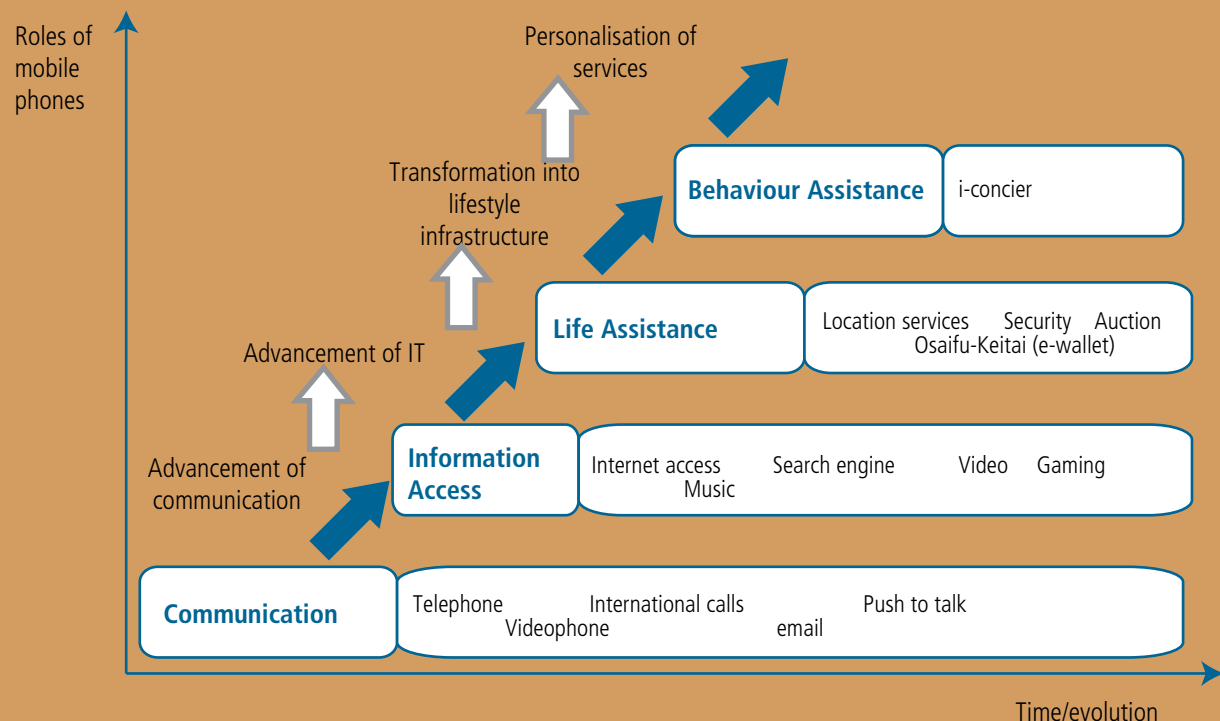 Roles of
mobile
phones
Personalisation of
services
Transformation into
lifestyle
infrastructure
Behaviour Assistance
i-concier
Advancement of IT
Life Assistance
Location services Security Auction
Osaifu-Keitai (e-wallet)
Advancement of
communication
Information
Access
Internet access Search engine Video Gaming
Music
Communication
Telephone International calls Push to talk
Videophone email
Time/evolution